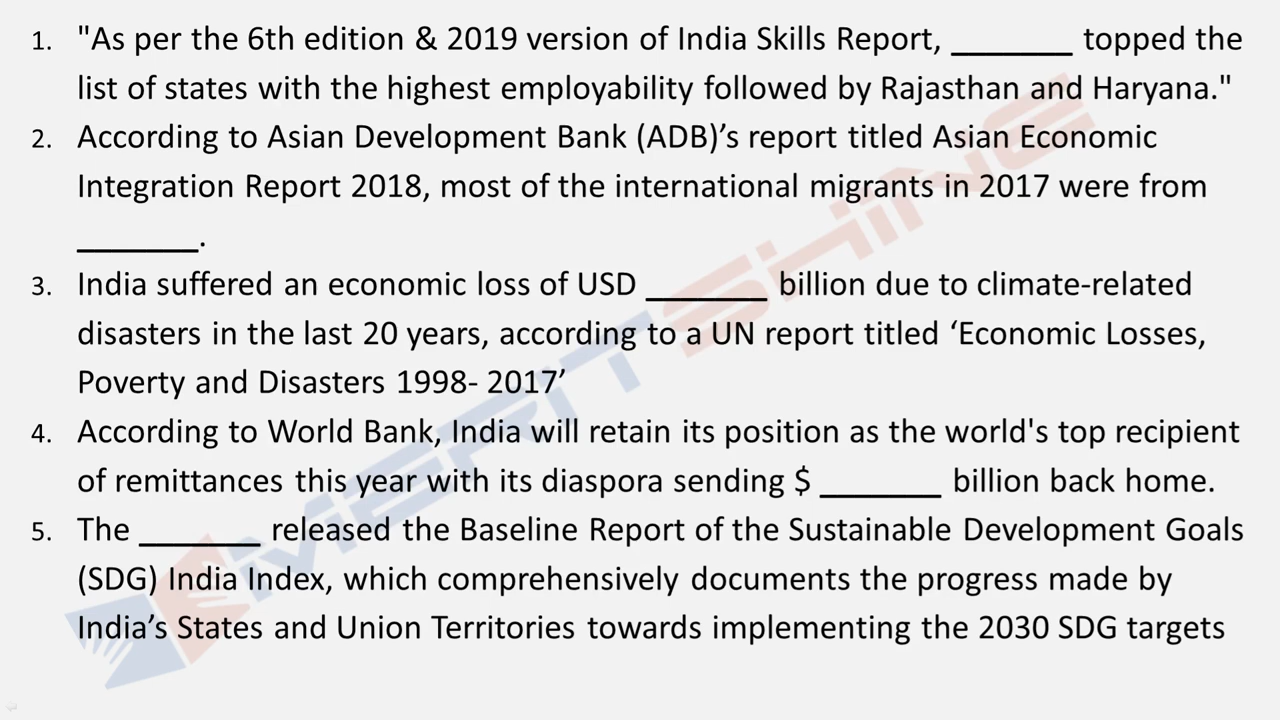 1. "As per the 6th edition & 2019 version of India Skills Report, _______ topped the
list of states with the highest employability followed by Rajasthan and Haryana."
2. According to Asian Development Bank (ADB)’s report titled Asian Economic
Integration Report 2018, most of the international migrants in 2017 were from
_______.
3. India suffered an economic loss of USD _______ billion due to climate-related
disasters in the last 20 years, according to a UN report titled ‘Economic Losses,
Poverty and Disasters 1998- 2017’
4. According to World Bank, India will retain its position as the world's top recipient
of remittances this year with its diaspora sending $ _______ billion back home.
5. The _______ released the Baseline Report of the Sustainable Development Goals
(SDG) India Index, which comprehensively documents the progress made by
India’s States and Union Territories towards implementing the 2030 SDG targets
MERITSHINE